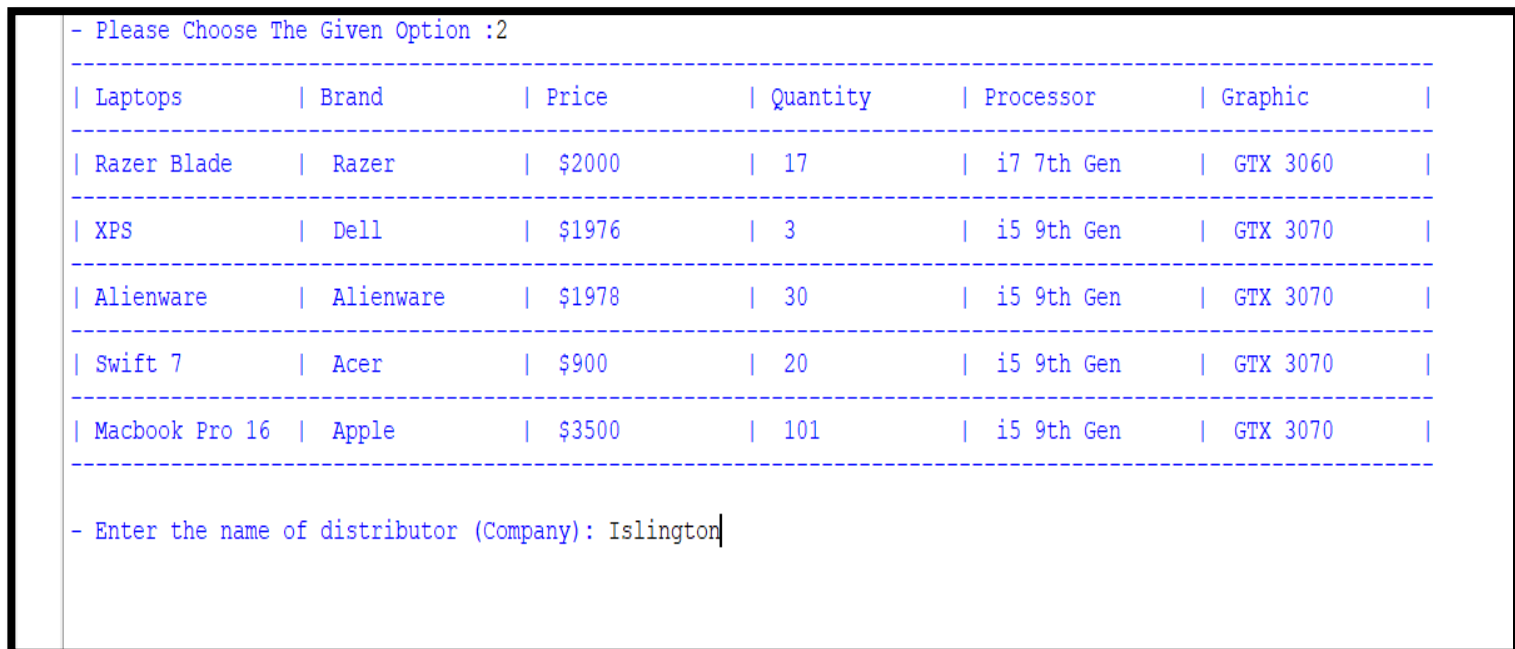 - Please Choose The Given Option :2
--------------------------------------------------------------------------------------------------------------
| Laptops | Brand | Price | Quantity | Processor | Graphic |
--------------------------------------------------------------------------------------------------------------
| Razer Blade | Razer | $2000 | 17 | i7 7th Gen | GTX 3060 |
--------------------------------------------------------------------------------------------------------------
| XPS | Dell | $1976 | 3 | i5 9th Gen | GTX 3070 |
--------------------------------------------------------------------------------------------------------------
| Alienware | Alienware | $1978 | 30 | i5 9th Gen | GTX 3070 |
--------------------------------------------------------------------------------------------------------------
| Swift 7 | Acer | $900 | 20 | i5 9th Gen | GTX 3070 |
--------------------------------------------------------------------------------------------------------------
| Macbook Pro 16 | Apple | $3500 | 101 | i5 9th Gen | GTX 3070 |
--------------------------------------------------------------------------------------------------------------
- Enter the name of distributor (Company): Islington